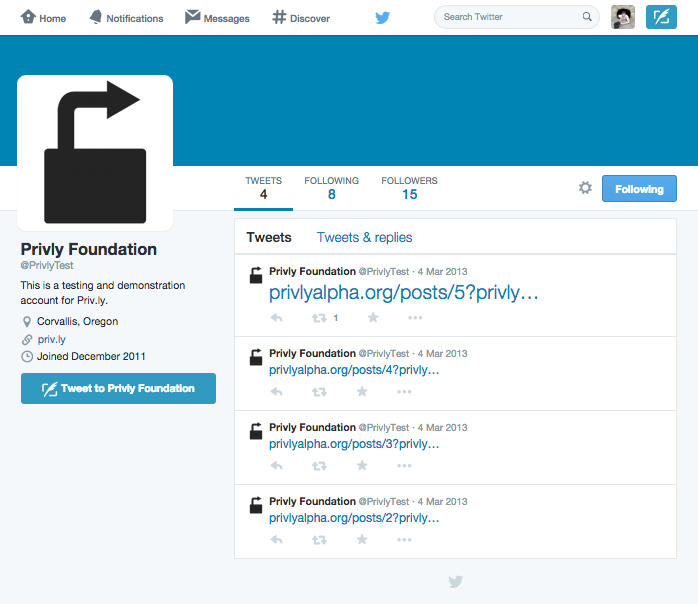 Home Notifications Messages Discover Search Twitter
TWEETS FOLLOWING FOLLOWERS
4 8 15
Following
Privly Foundation
@PrivlyTest
This is a testing and demonstration
account for Priv.ly.
Corvallis, Oregon
priv.ly
Joined December 2011
Tweet to Privly Foundation
Tweets Tweets & replies
Privly Foundation @PrivlyTest · 4 Mar 2013
privlyalpha.org/posts/5?privly…
1
Privly Foundation @PrivlyTest · 4 Mar 2013
privlyalpha.org/posts/4?privly…
Privly Foundation @PrivlyTest · 4 Mar 2013
privlyalpha.org/posts/3?privly…
Privly Foundation @PrivlyTest · 4 Mar 2013
privlyalpha.org/posts/2?privly…